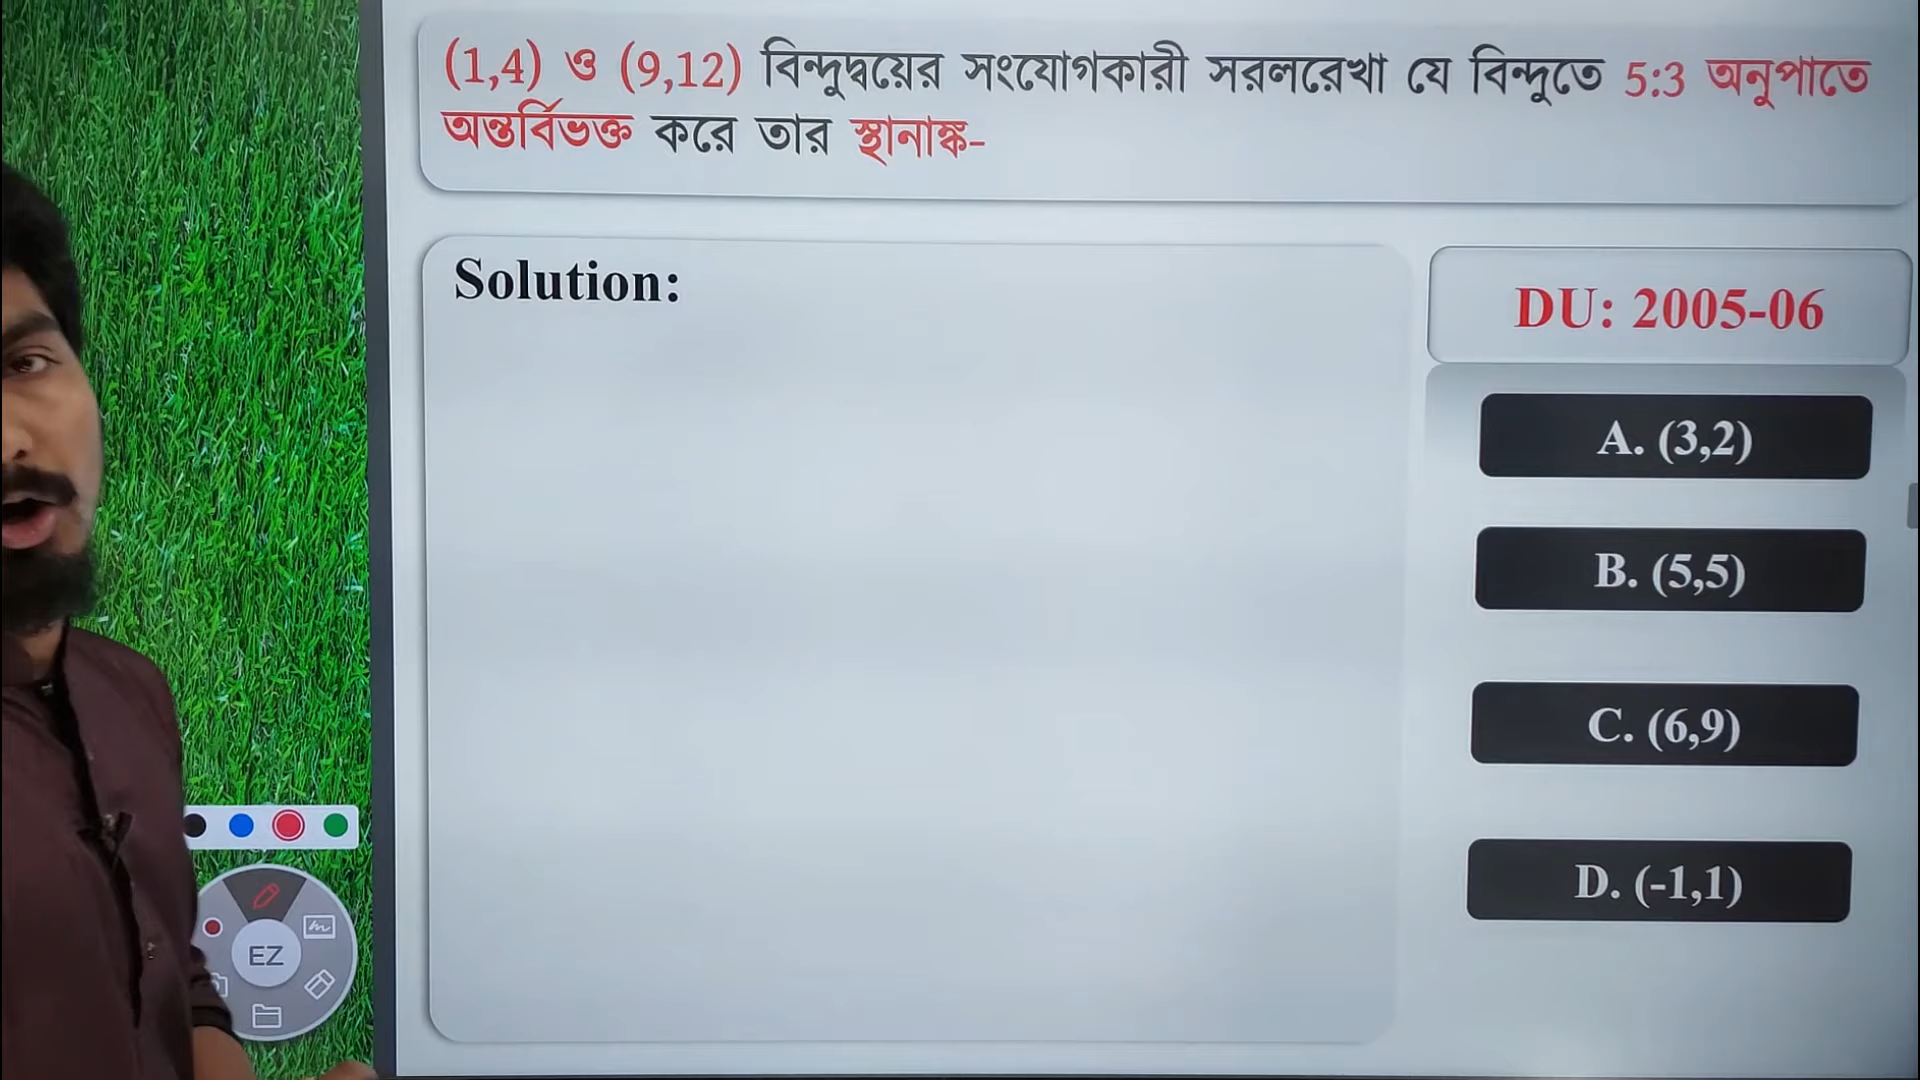 (1,4) ও (9,12) বিন্দুদ্বয়ের সংযোগকারী সরলরেখা যে বিন্দুতে 5:3 অনুপাতে
অন্তর্বিভক্ত করে তার স্থানাঙ্ক-
Solution:
DU: 2005-06
A. (3,2)
B. (5,5)
C. (6,9)
D. (-1,1)
EZ